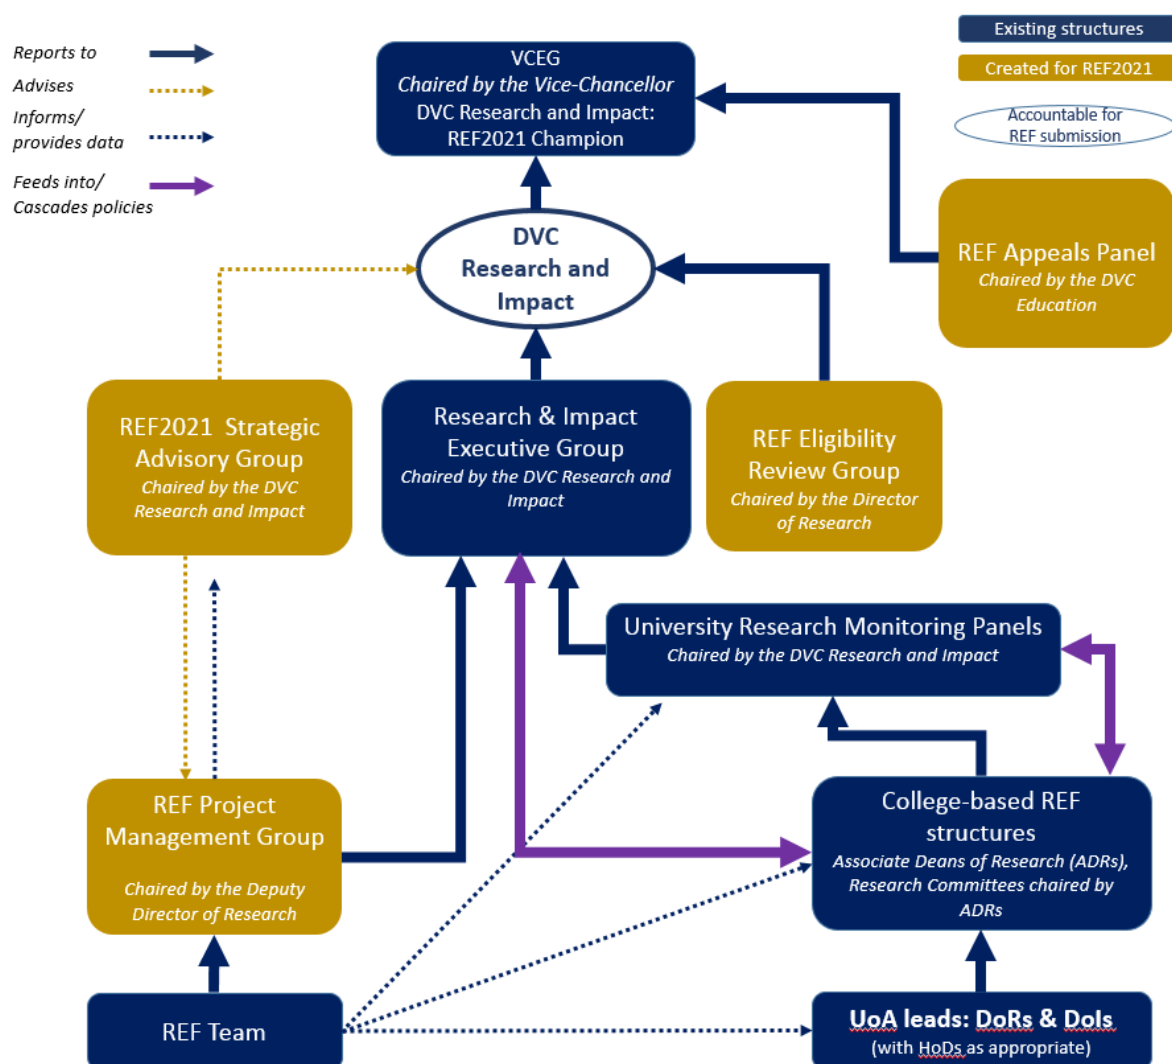 Reports to
Advises
Informs/
provides data
Feeds into/
Cascades policies
VCEG
Chaired by the Vice-Chancellor
DVC Research and Impact:
REF2021 Champion
Existing structures
Created for REF2021
Accountable for
REF submission
DVC
Research and
Impact
REF Appeals Panel
Chaired by the DVC
Education
REF2021 Strategic
Advisory Group
Chaired by the DVC
Research and Impact
Research & Impact
Executive Group
Chaired by the DVC Research and
Impact
REF Eligibility
Review Group
Chaired by the Director
of Research
University Research Monitoring Panels
Chaired by the DVC Research and Impact
REF Project
Management Group
Chaired by the Deputy
Director of Research
College-based REF
structures
Associate Deans of Research (ADRs),
Research Committees chaired by
ADRs
REF Team
UoA leads: DoRs & DoIs
(with HoDs as appropriate)